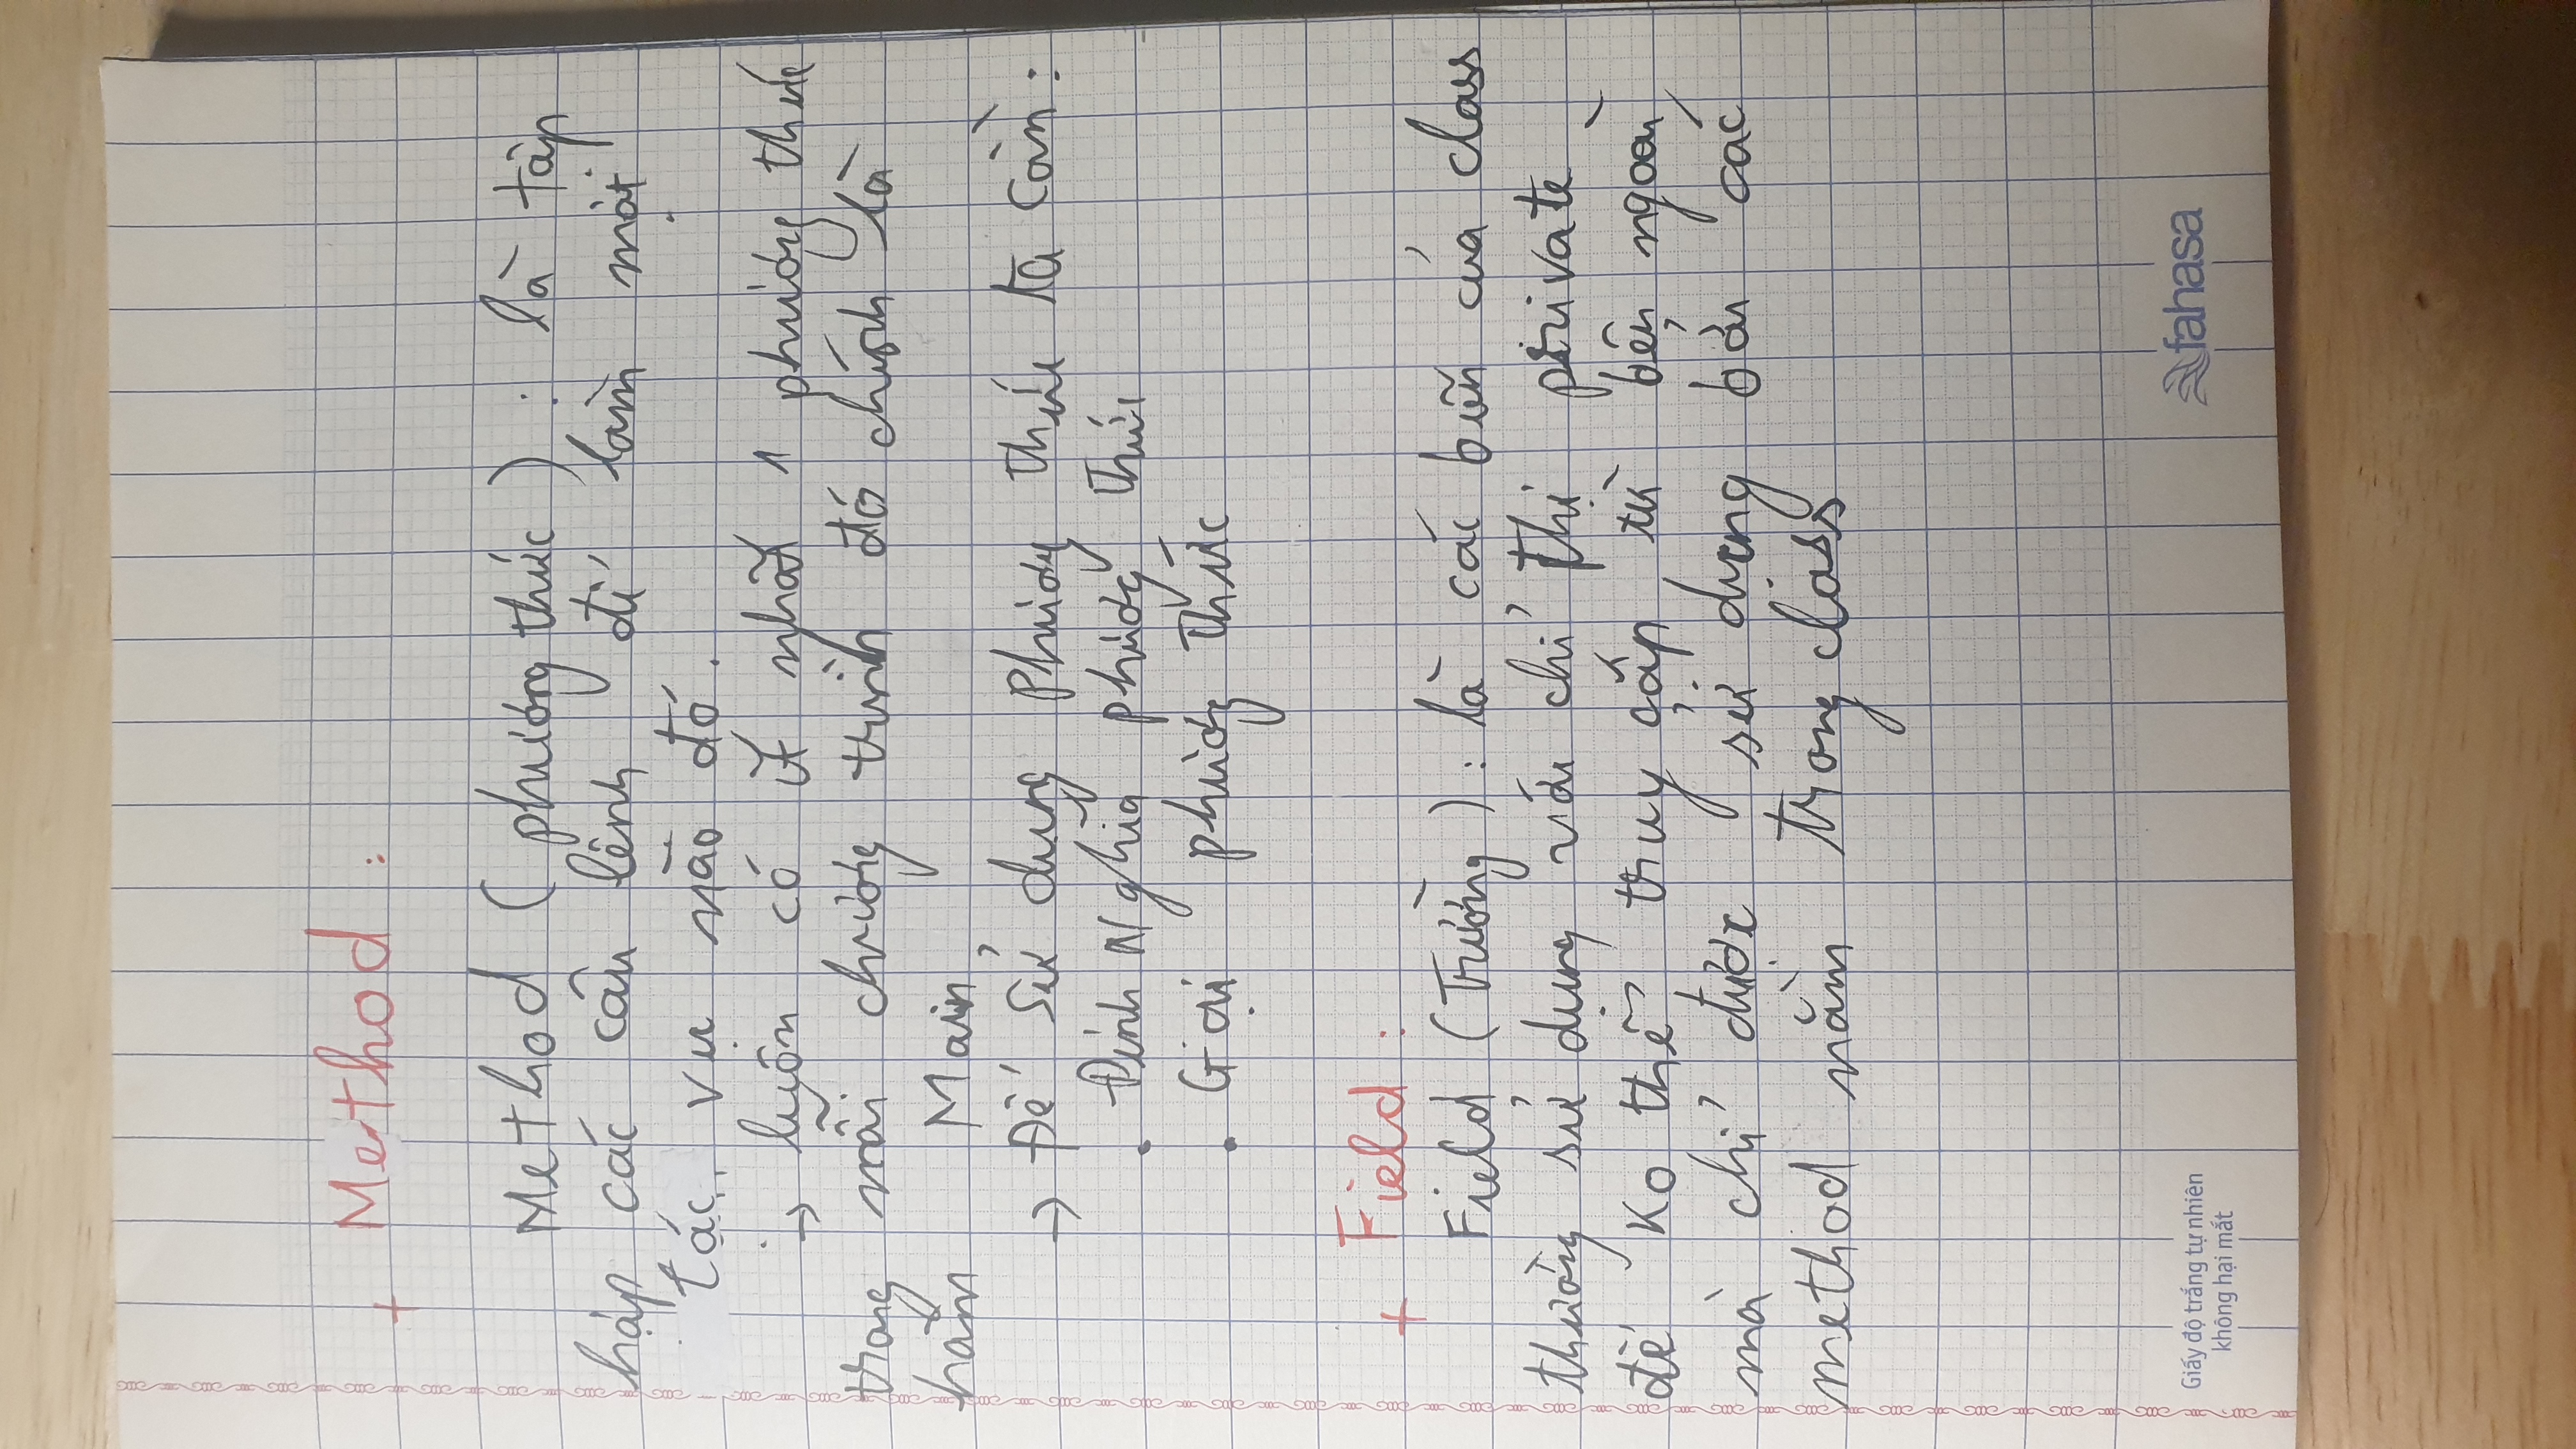 + Method :
Method ( phương thức ) : là tập
hợp các câu lệnh để làm một
tác vụ nào đó.
→ luôn có ít nhất 1 phương thức
trong mỗi chương trình đó chính là
hàm Main
→ Để sử dụng phương thức ta cần :
. Định Nghĩa phương thức
. Gọi phương thức
+ Field :
Field (Trường) : là các biến của class
thường sử dụng với chỉ thị private
để ko thể truy cập từ bên ngoài
mà chỉ được sử dụng bởi các
method nằm trong class
Giấy độ trắng tự nhiên
không hại mắt
fahasa